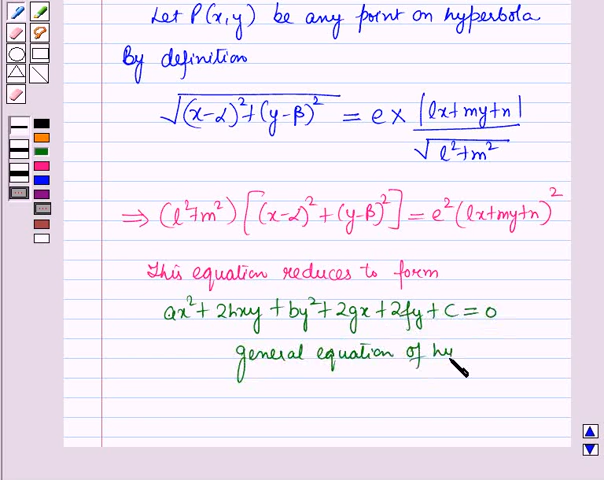 Let P(x,y) be any point on hyperbola
By definition
√(x-α)²+(y-β)² = e × |lx+my+n| / √l²+m²
⇒ (l²+m²) [(x-α)²+(y-β)²] = e² (lx+my+n)²
This equation reduces to form
ax²+2hxy+by²+2gx+2fy+c=0
general equation of hy